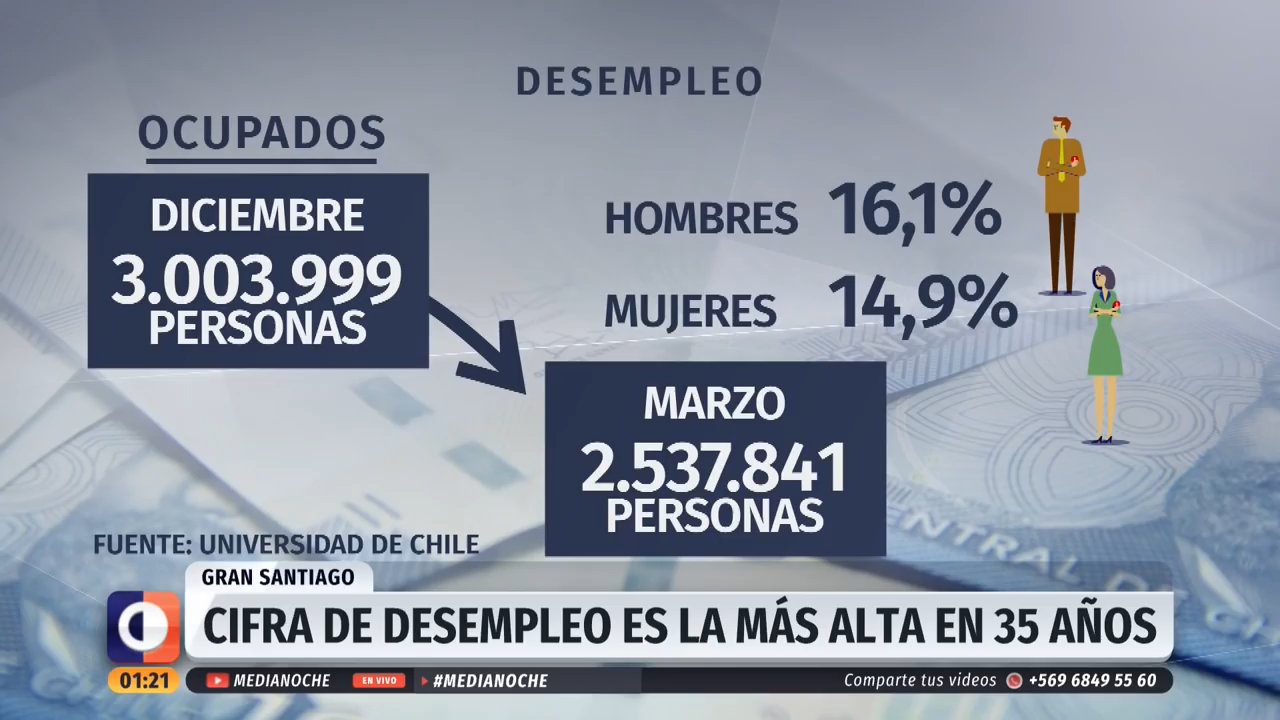 DESEMPLEO
OCUPADOS
DICIEMBRE
3.003.999
PERSONAS
HOMBRES 16,1%
MUJERES 14,9%
MARZO
2.537.841
PERSONAS
FUENTE: UNIVERSIDAD DE CHILE
GRAN SANTIAGO
CIFRA DE DESEMPLEO ES LA MÁS ALTA EN 35 AÑOS
01:21 MEDIANOCHE EN VIVO #MEDIANOCHE Comparte tus videos +569 6849 55 60
CENTRAL DE